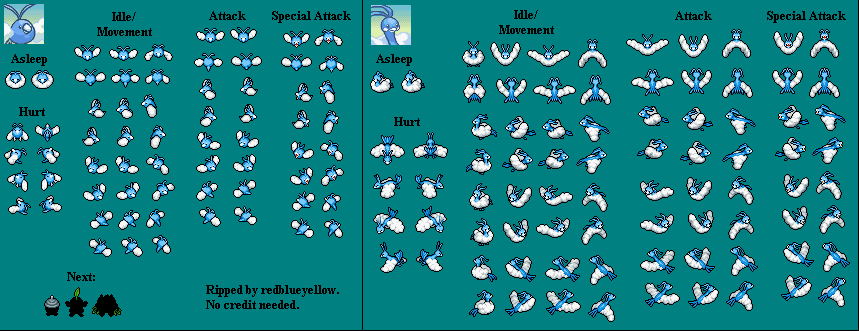 Idle/
Movement
Attack
Special Attack
Asleep
Hurt
Next:
Ripped by redblueyellow.
No credit needed.
Idle/
Movement
Attack
Special Attack
Asleep
Hurt